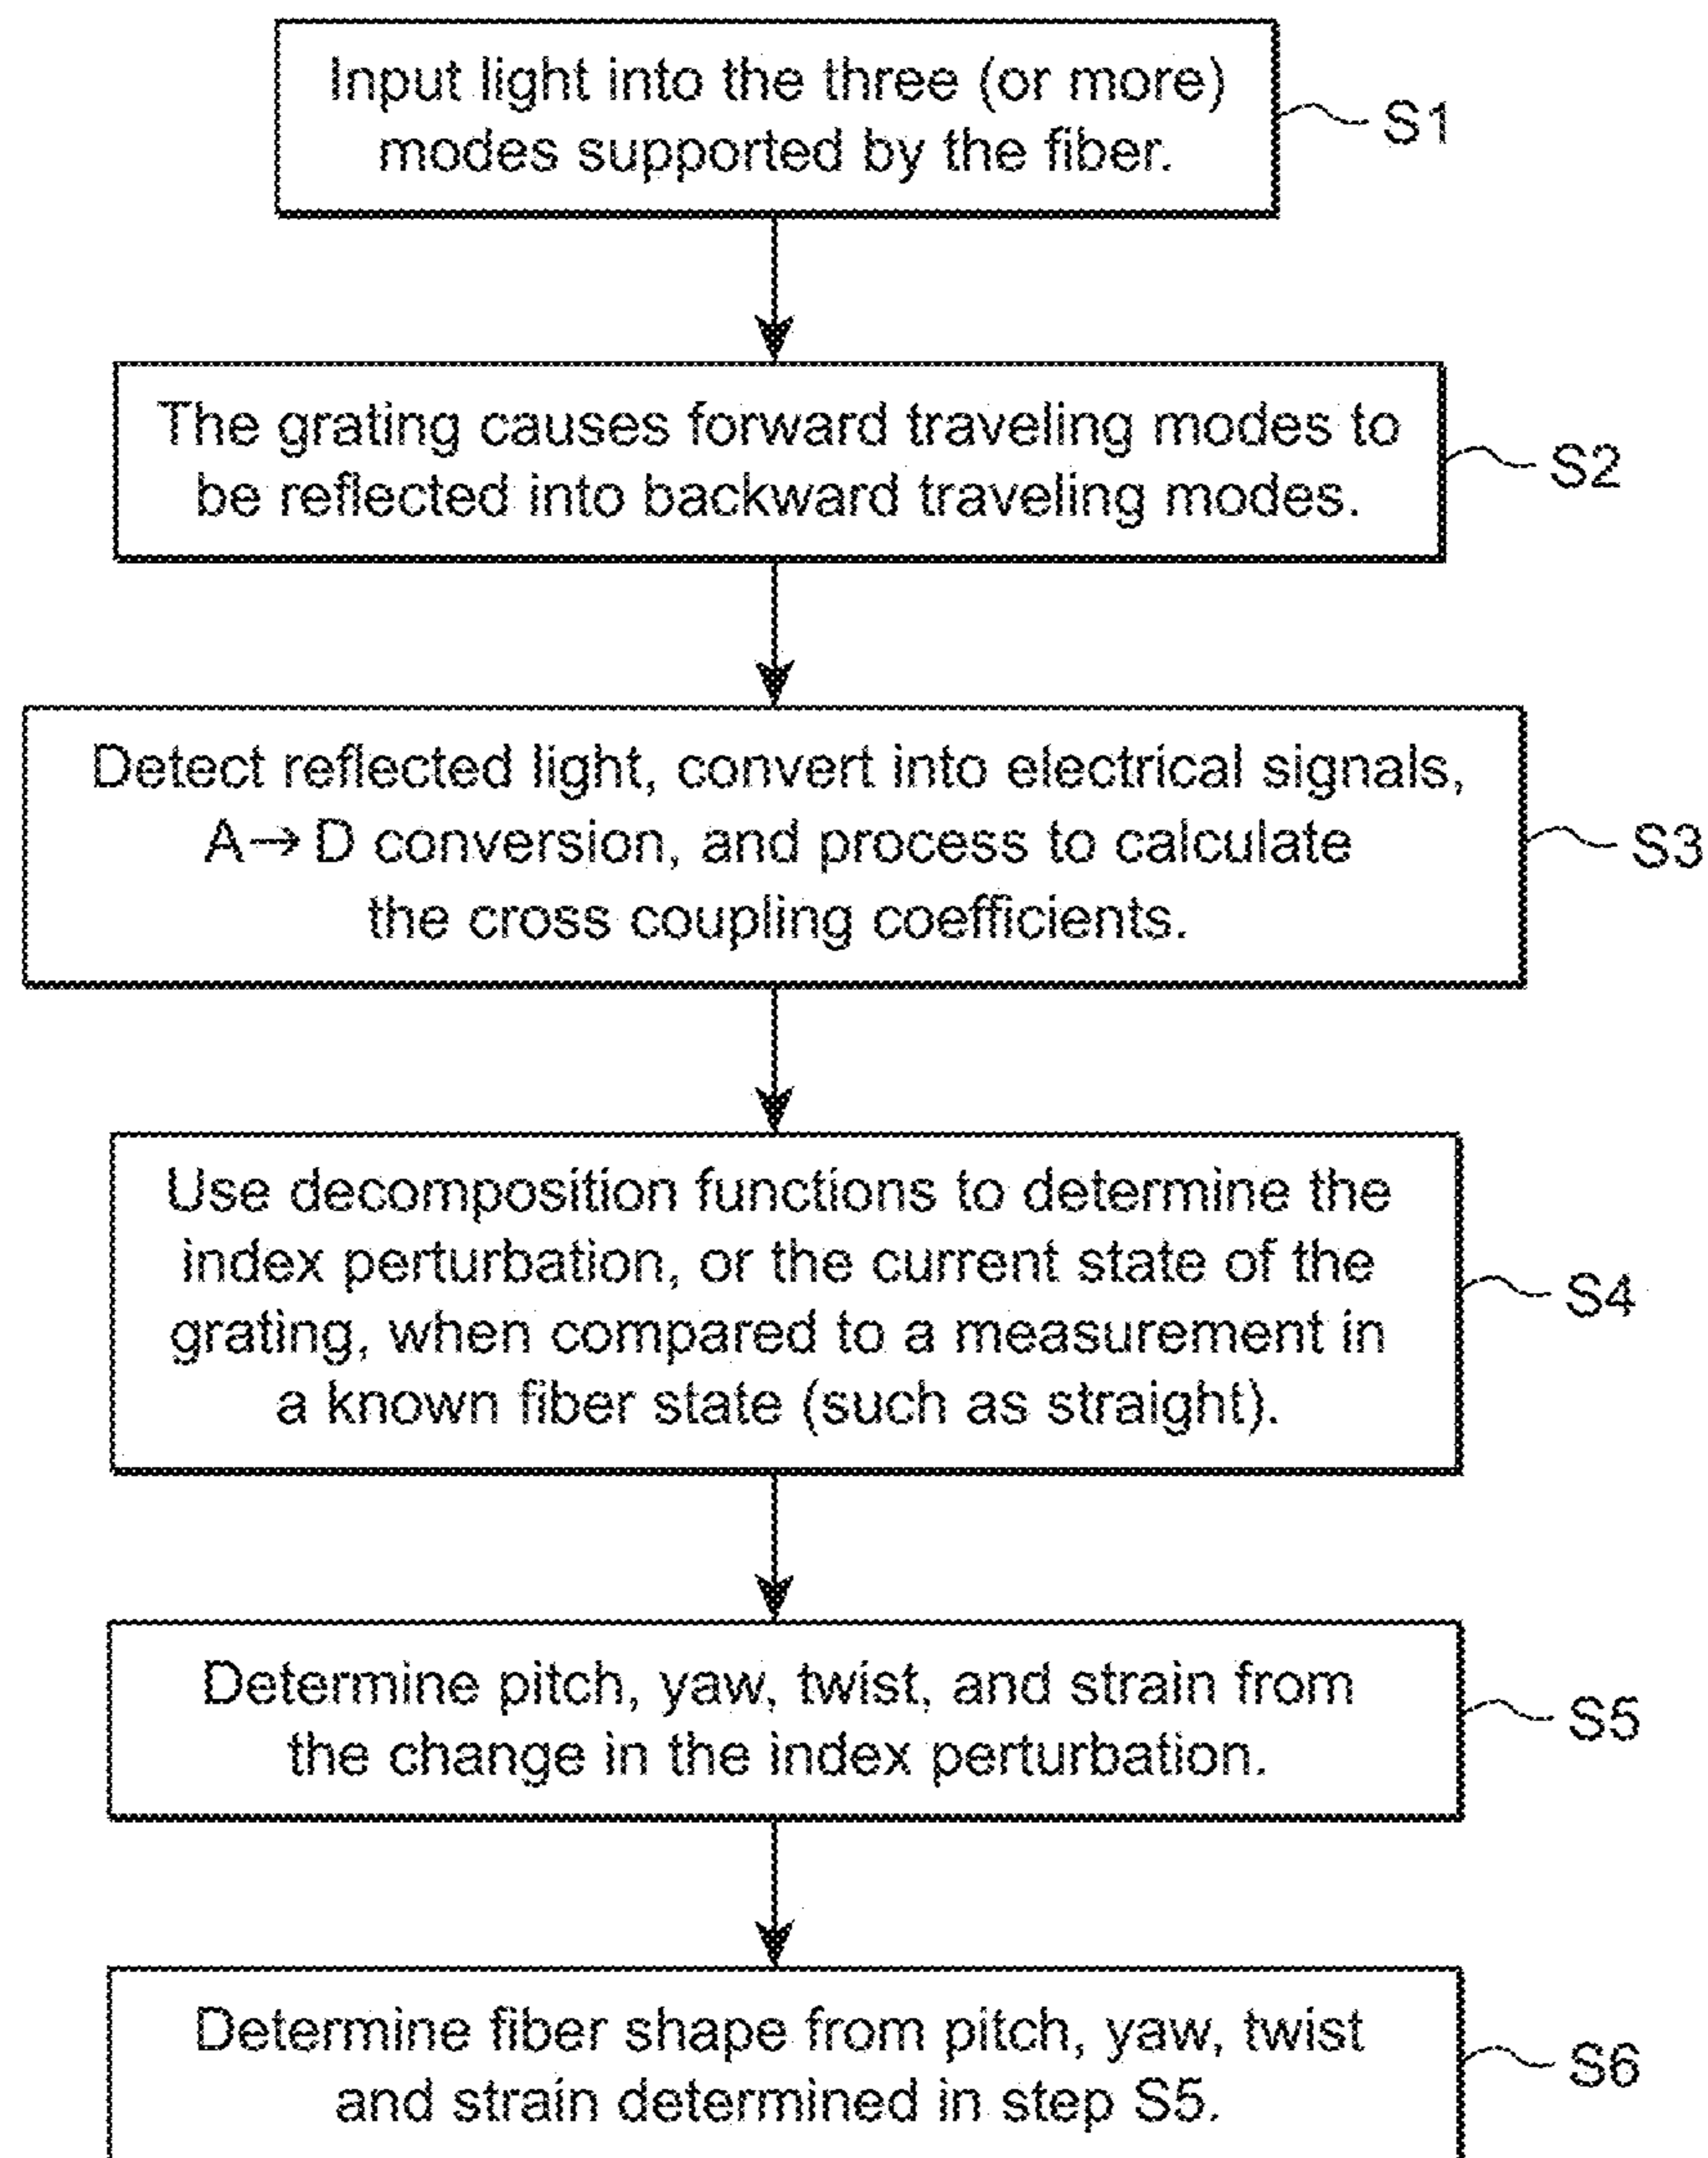 Input light into the three (or more)
modes supported by the fiber.
S1
The grating causes forward traveling modes to
be reflected into backward traveling modes.
S2
Detect reflected light, convert into electrical signals,
A→D conversion, and process to calculate
the cross coupling coefficients.
S3
Use decomposition functions to determine the
index perturbation, or the current state of the
grating, when compared to a measurement in
a known fiber state (such as straight).
S4
Determine pitch, yaw, twist, and strain from
the change in the index perturbation.
S5
Determine fiber shape from pitch, yaw, twist
and strain determined in step S5.
S6